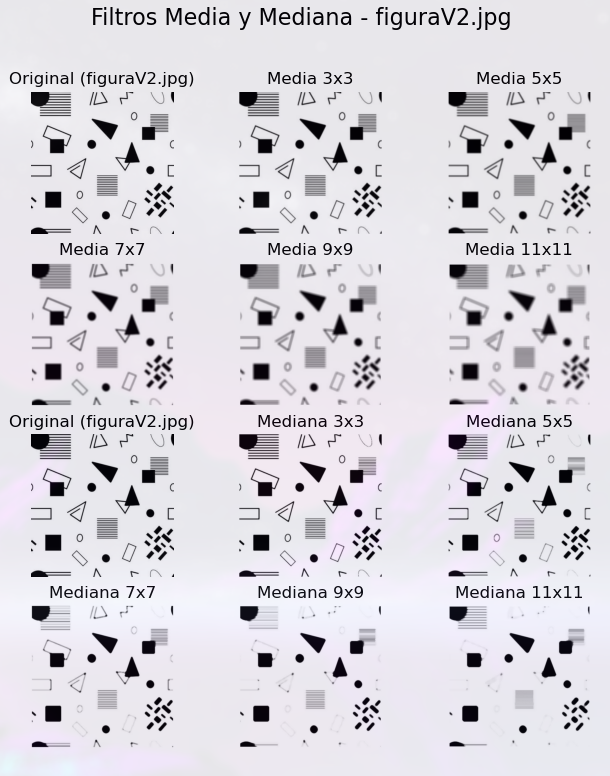 Filtros Media y Mediana - figuraV2.jpg
Original (figuraV2.jpg)
Media 3x3
Media 5x5
Media 7x7
Media 9x9
Media 11x11
Original (figuraV2.jpg)
Mediana 3x3
Mediana 5x5
Mediana 7x7
Mediana 9x9
Mediana 11x11